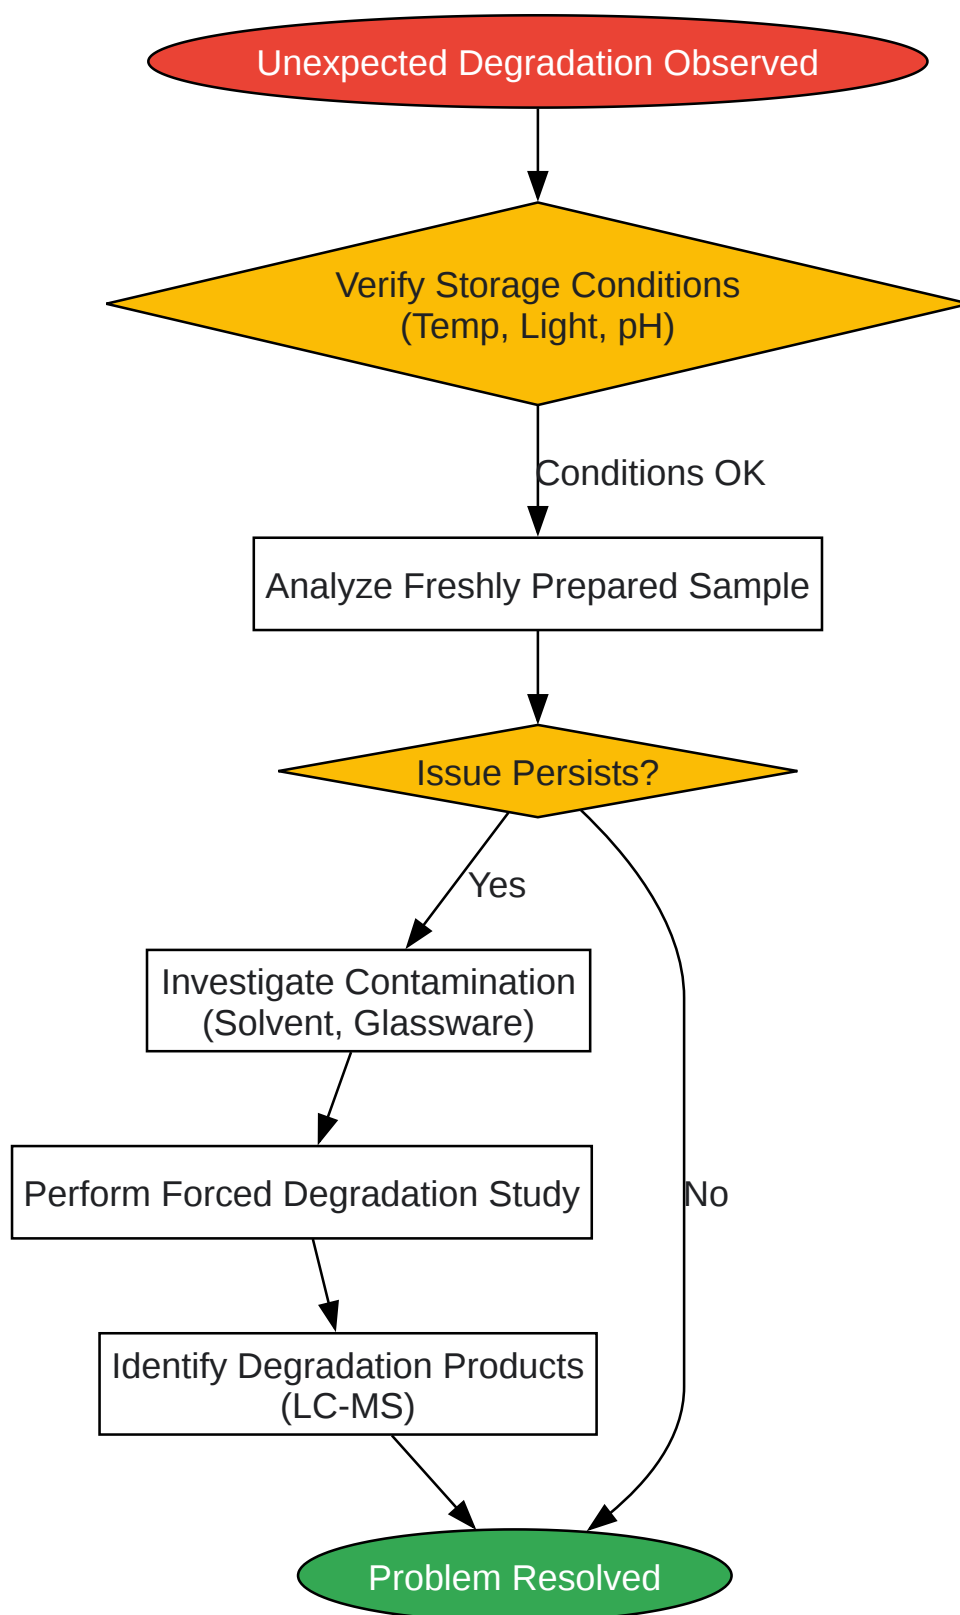 Unexpected Degradation Observed
Verify Storage Conditions
(Temp, Light, pH)
Conditions OK
Analyze Freshly Prepared Sample
Issue Persists?
Yes
Investigate Contamination
(Solvent, Glassware)
Perform Forced Degradation Study
No
Identify Degradation Products
(LC-MS)
Problem Resolved